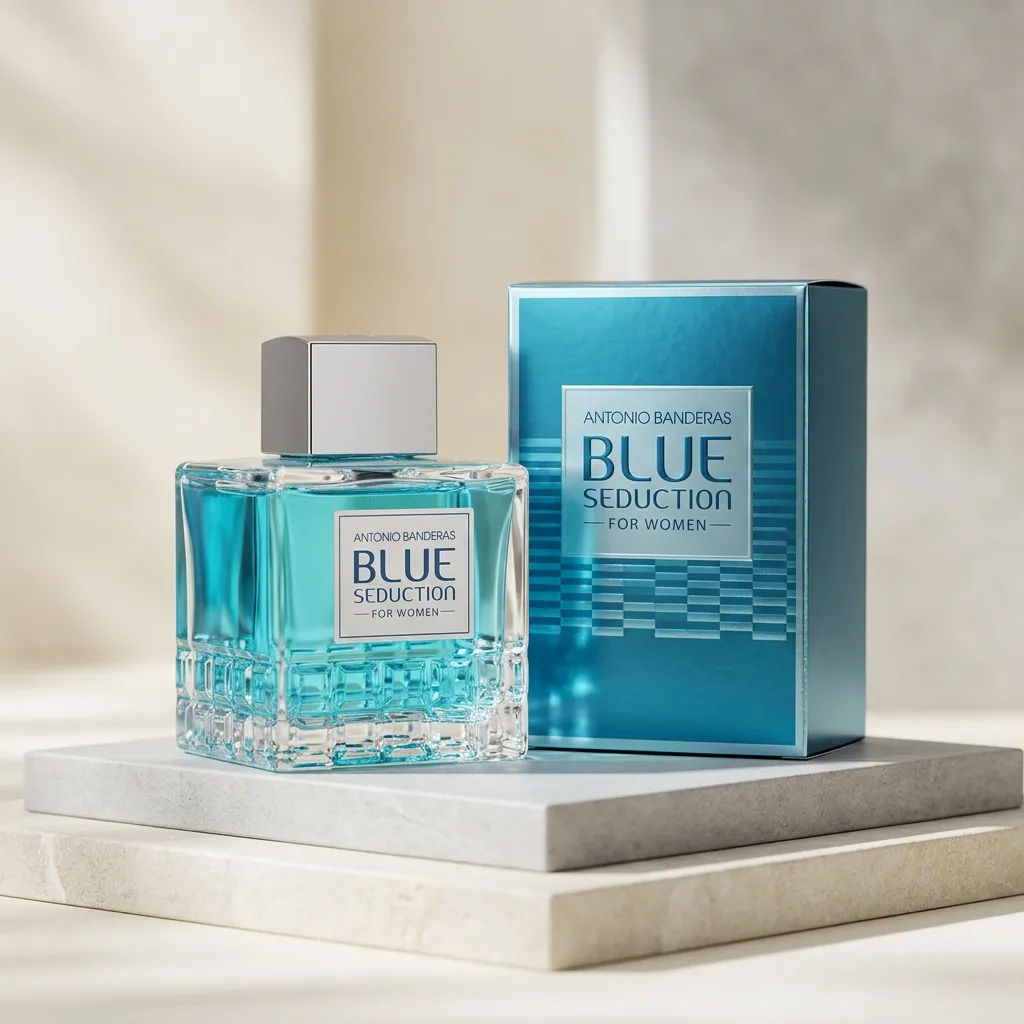 ANTONIO BANDERAS
BLUE
SEDUCTION
FOR WOMEN
ANTONIO BANDERAS
BLUE
SEDUCTION
FOR WOMEN